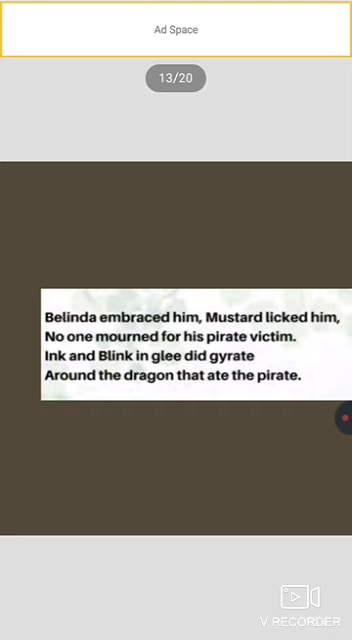 Ad Space
13/20
Belinda embraced him, Mustard licked him,
No one mourned for his pirate victim.
Ink and Blink in glee did gyrate
Around the dragon that ate the pirate.
V RECORDER